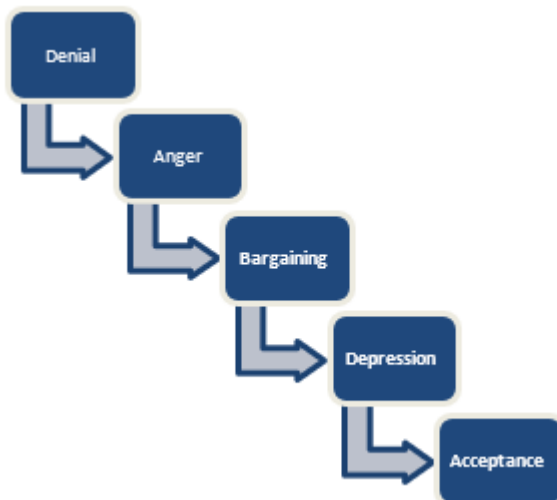 Denial
Anger
Bargaining
Depression
Acceptance